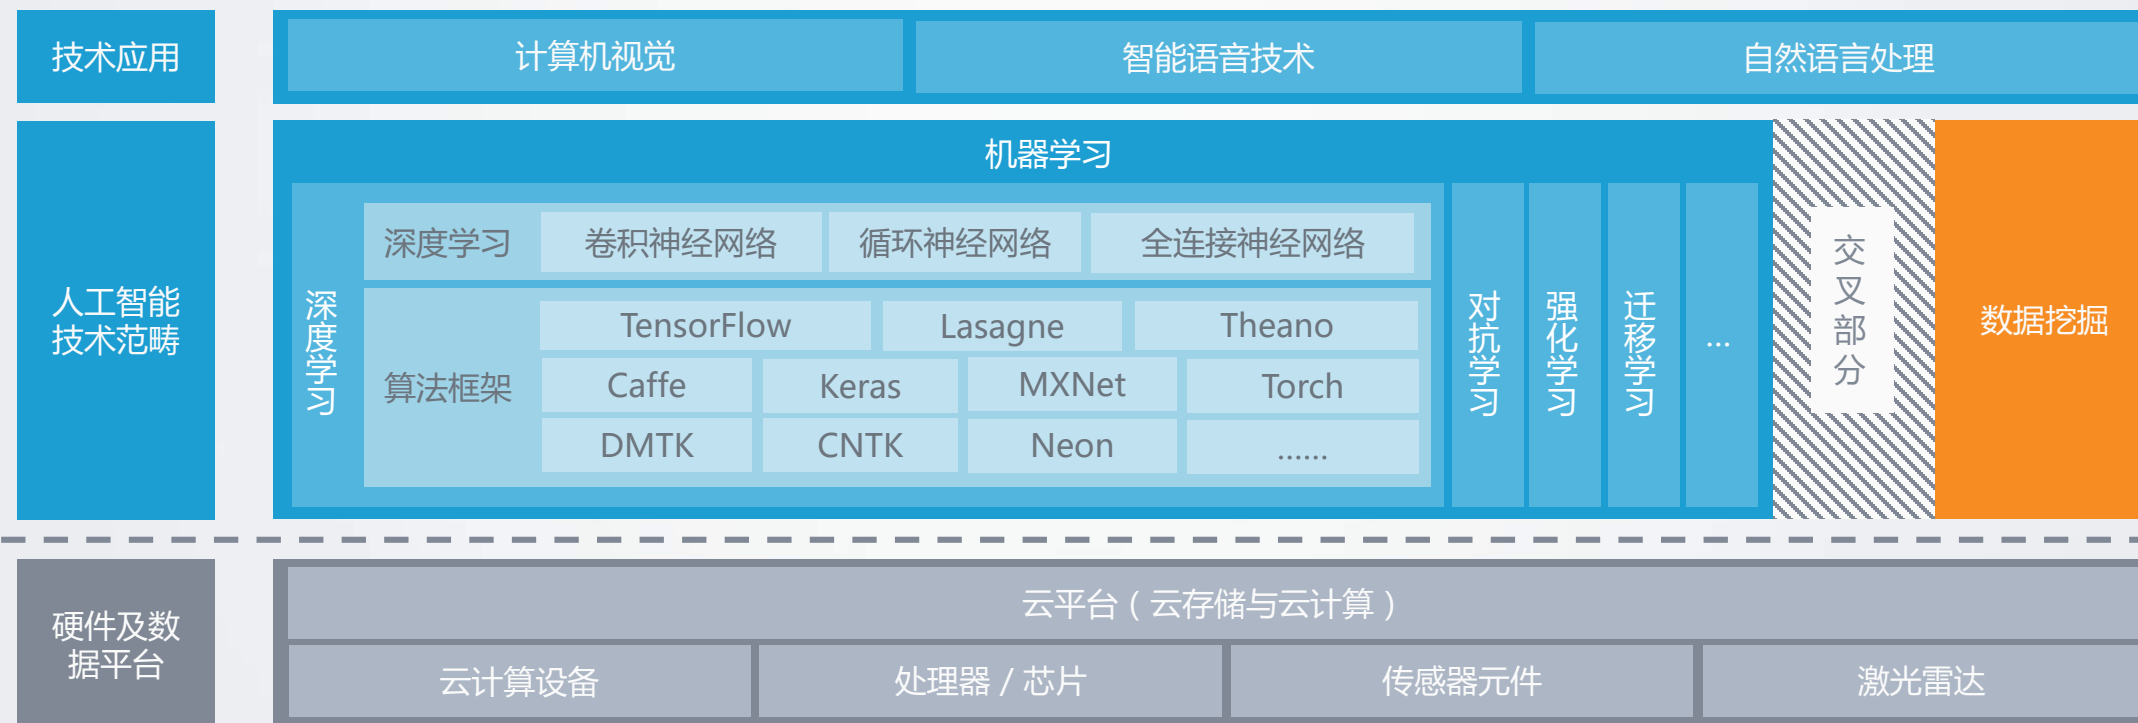 技术应用
计算机视觉
智能语音技术
自然语言处理
人工智能
技术范畴
机器学习
深度学习
深度学习
卷积神经网络
循环神经网络
全连接神经网络
算法框架
TensorFlow
Lasagne
Theano
Caffe
Keras
MXNet
Torch
DMTK
CNTK
Neon
......
对抗学习
强化学习
迁移学习
...
交叉部分
数据挖掘
硬件及数
据平台
云平台（云存储与云计算）
云计算设备
处理器 / 芯片
传感器元件
激光雷达